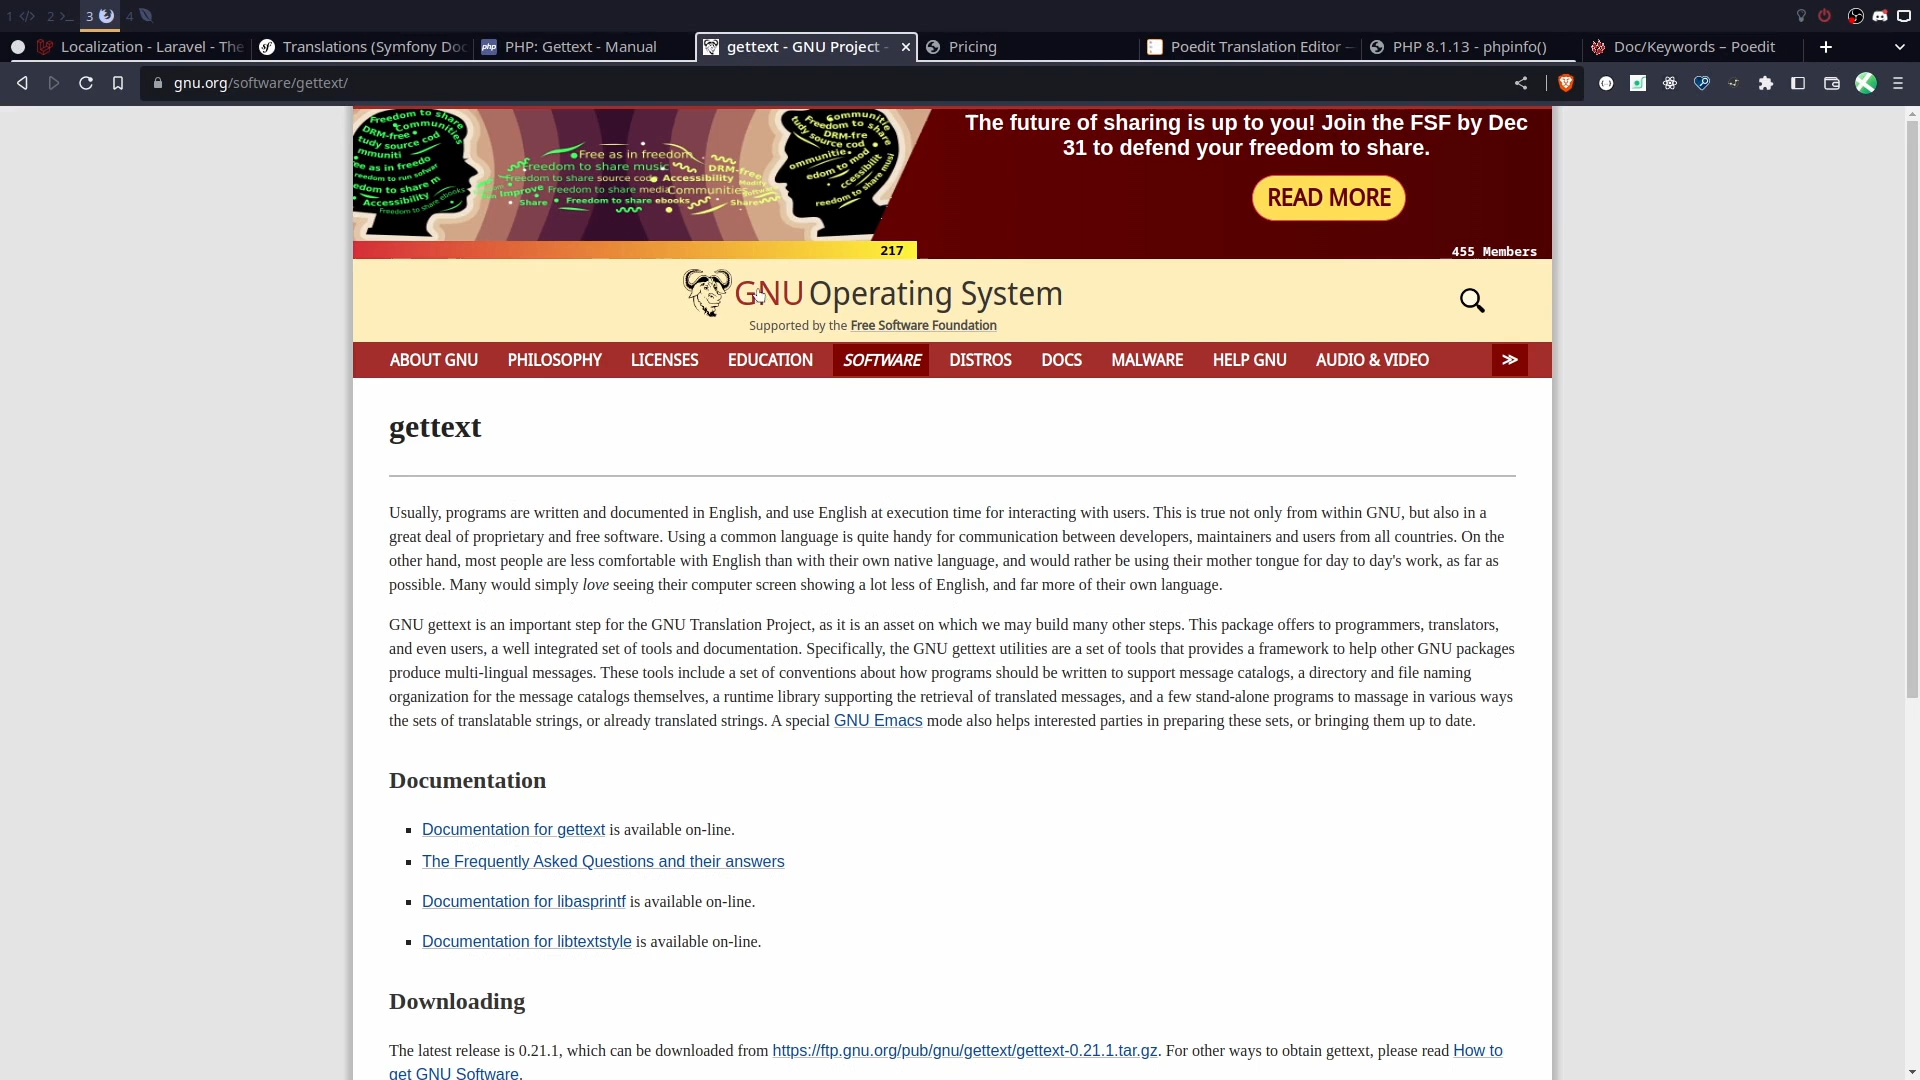 1 </> 2 >_ 3 4
Localization - Laravel - The
Translations (Symfony Doc
PHP: Gettext - Manual
gettext - GNU Project -
Pricing
Poedit Translation Editor –
PHP 8.1.13 - phpinfo()
Doc/Keywords – Poedit
gnu.org/software/gettext/
Freedom to share
Communities
DRM-free
study source cod
Accessibility
Free as in freedom
Freedom to share music
Freedom to share source code Accessibility
Improve Freedom to share media Communities
Share Freedom to share ebooks Share
The future of sharing is up to you! Join the FSF by Dec
31 to defend your freedom to share.
READ MORE
217
455 Members
GNU Operating System
Supported by the Free Software Foundation
ABOUT GNU PHILOSOPHY LICENSES EDUCATION SOFTWARE DISTROS DOCS MALWARE HELP GNU AUDIO & VIDEO ≫
gettext
Usually, programs are written and documented in English, and use English at execution time for interacting with users. This is true not only from within GNU, but also in a
great deal of proprietary and free software. Using a common language is quite handy for communication between developers, maintainers and users from all countries. On the
other hand, most people are less comfortable with English than with their own native language, and would rather be using their mother tongue for day to day's work, as far as
possible. Many would simply love seeing their computer screen showing a lot less of English, and far more of their own language.
GNU gettext is an important step for the GNU Translation Project, as it is an asset on which we may build many other steps. This package offers to programmers, translators,
and even users, a well integrated set of tools and documentation. Specifically, the GNU gettext utilities are a set of tools that provides a framework to help other GNU packages
produce multi-lingual messages. These tools include a set of conventions about how programs should be written to support message catalogs, a directory and file naming
organization for the message catalogs themselves, a runtime library supporting the retrieval of translated messages, and a few stand-alone programs to massage in various ways
the sets of translatable strings, or already translated strings. A special GNU Emacs mode also helps interested parties in preparing these sets, or bringing them up to date.
Documentation
Documentation for gettext is available on-line.
The Frequently Asked Questions and their answers
Documentation for libasprintf is available on-line.
Documentation for libtextstyle is available on-line.
Downloading
The latest release is 0.21.1, which can be downloaded from https://ftp.gnu.org/pub/gnu/gettext/gettext-0.21.1.tar.gz. For other ways to obtain gettext, please read How to
get GNU Software.